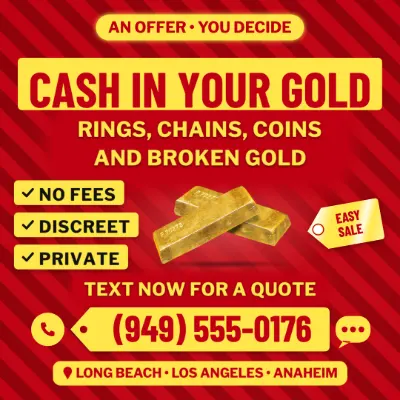 AN OFFER • YOU DECIDE
CASH IN YOUR GOLD
RINGS, CHAINS, COINS
AND BROKEN GOLD
NO FEES
DISCREET
PRIVATE
EASY
SALE
TEXT NOW FOR A QUOTE
(949) 555-0176
LONG BEACH • LOS ANGELES • ANAHEIM